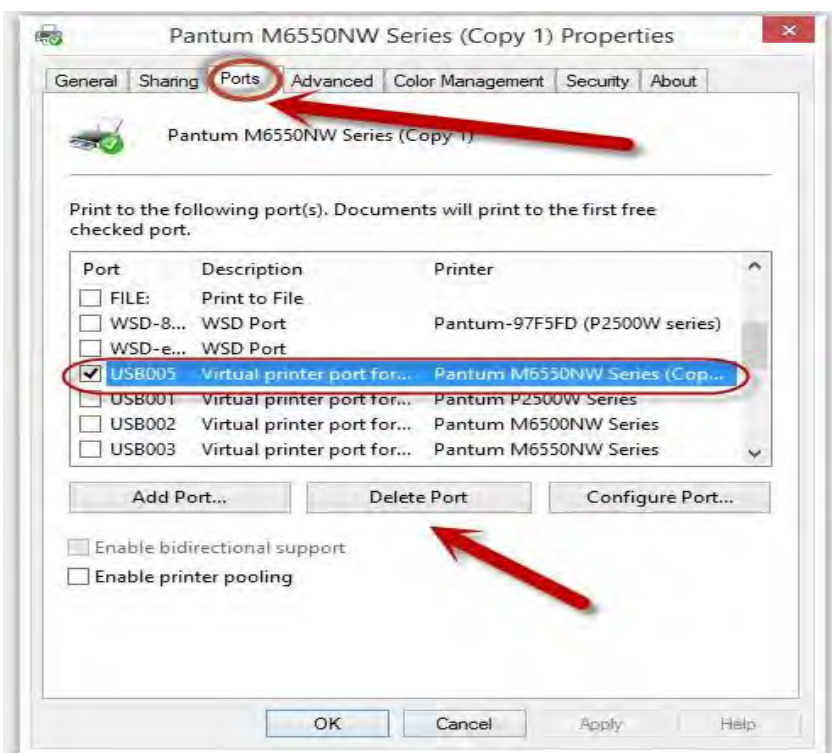 Pantum M6550NW Series (Copy 1) Properties
General Sharing Ports Advanced Color Management Security About
Pantum M6550NW Series (Copy 1)
Print to the following port(s). Documents will print to the first free
checked port.
Port Description Printer
FILE: Print to File
WSD-8... WSD Port Pantum-97F5FD (P2500W series)
WSD-e... WSD Port
USB005 Virtual printer port for... Pantum M6550NW Series (Cop...
USB001 Virtual printer port for... Pantum P2500W Series
USB002 Virtual printer port for... Pantum M6500NW Series
USB003 Virtual printer port for... Pantum M6550NW Series
Add Port... Delete Port Configure Port...
Enable bidirectional support
Enable printer pooling
OK Cancel Apply Help